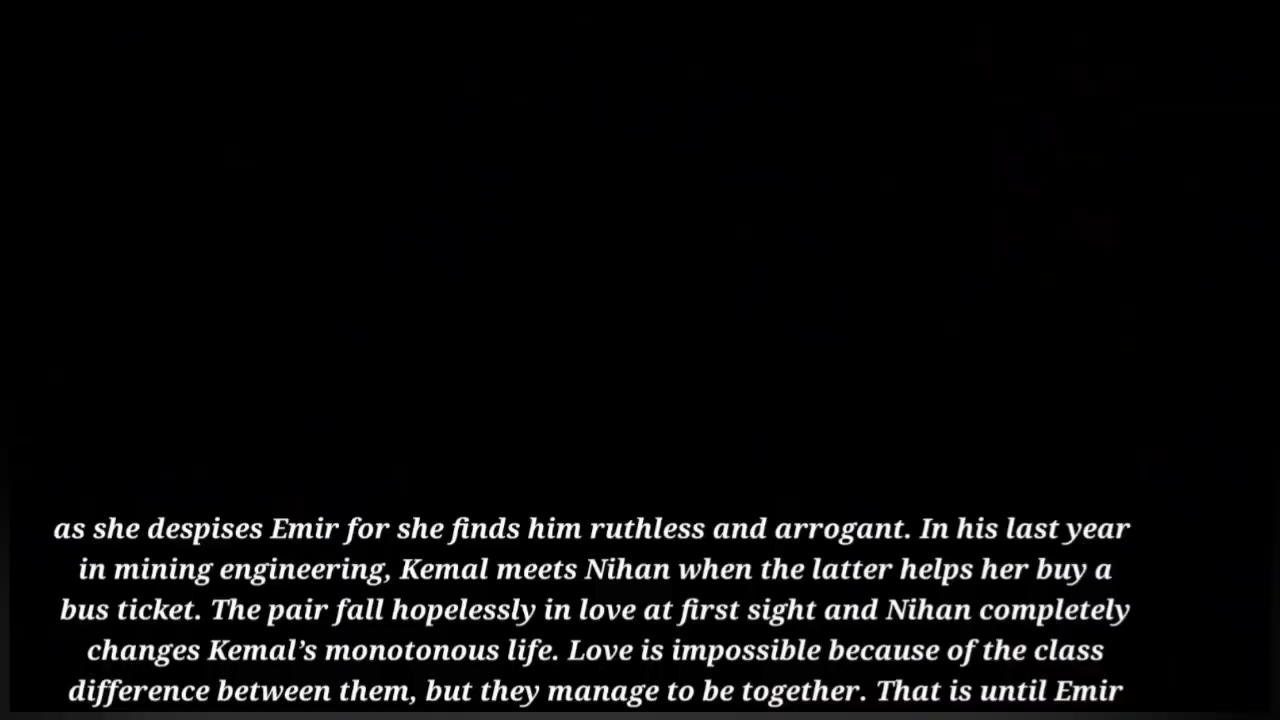 as she despises Emir for she finds him ruthless and arrogant. In his last year
in mining engineering, Kemal meets Nihan when the latter helps her buy a
bus ticket. The pair fall hopelessly in love at first sight and Nihan completely
changes Kemal’s monotonous life. Love is impossible because of the class
difference between them, but they manage to be together. That is until Emir